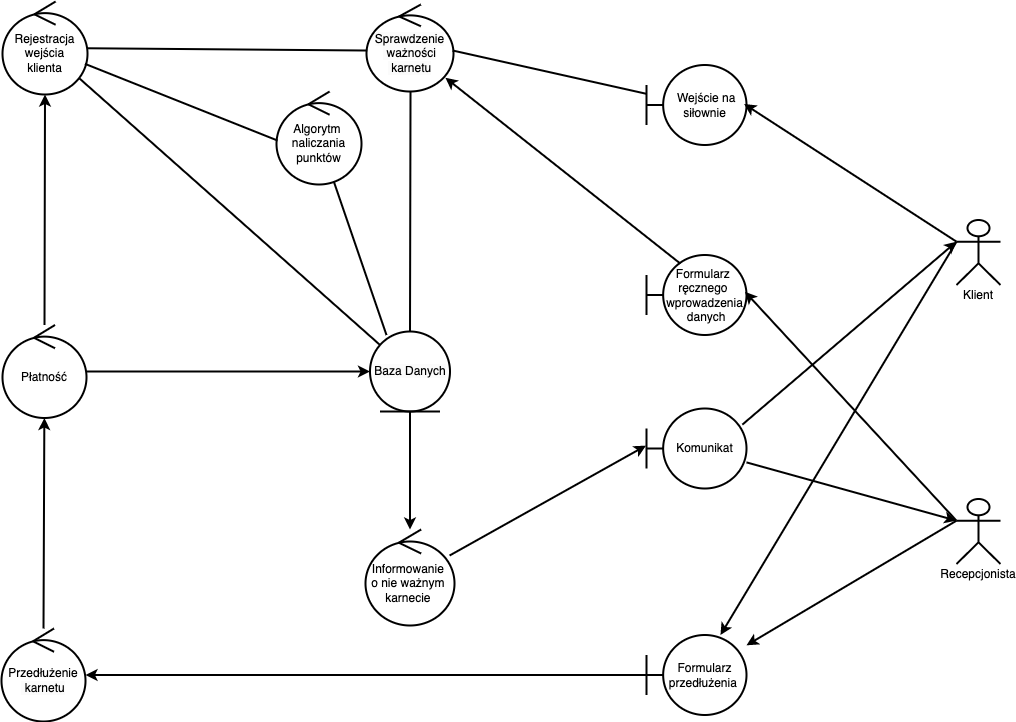 Rejestracja
wejścia
klienta
Sprawdzenie
ważności
karnetu
Wejście na
siłownie
Algorytm
naliczania
punktów
Formularz
ręcznego
wprowadzenia
danych
Klient
Płatność
Baza Danych
Komunikat
Informowanie
o nie ważnym
karnecie
Recepcjonista
Przedłużenie
karnetu
Formularz
przedłużenia